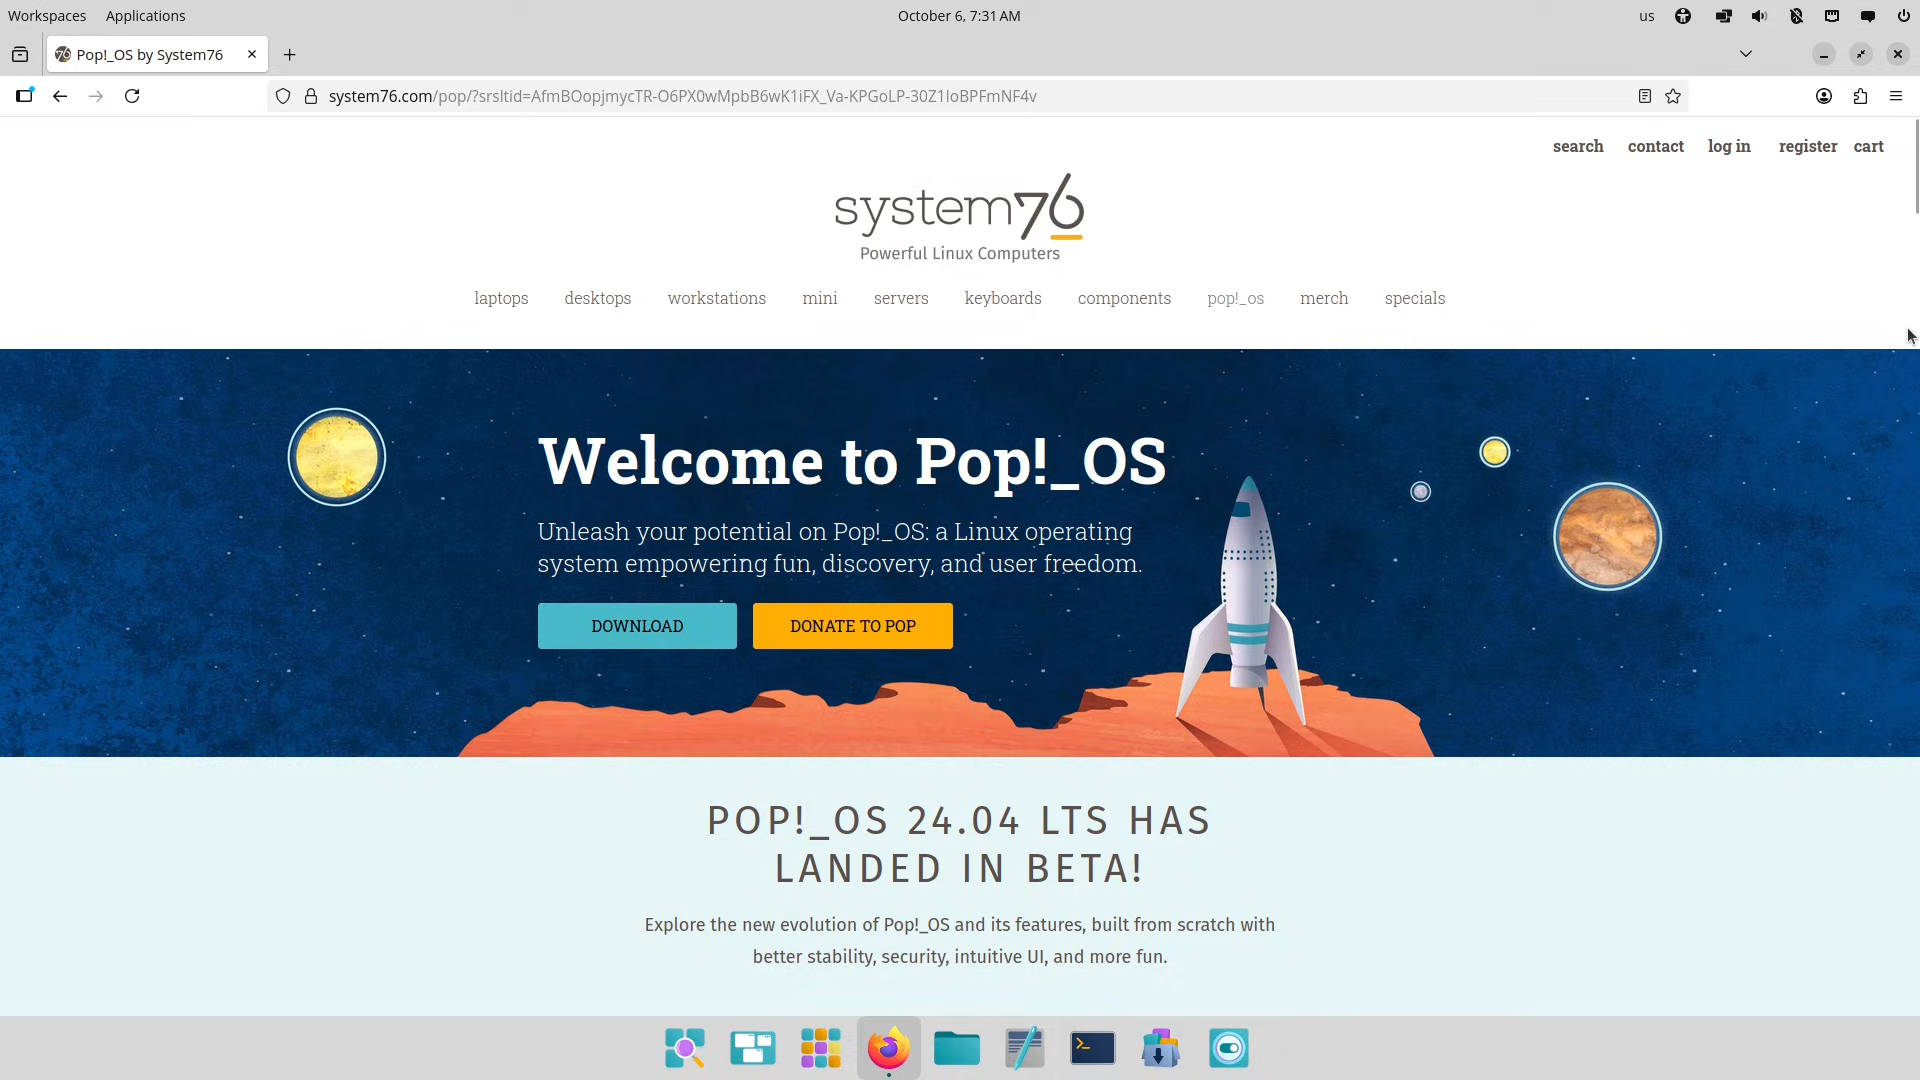 Workspaces Applications October 6, 7:31 AM us
Pop!_OS by System76
system76.com/pop/?srsltid=AfmBOopjmycTR-O6PX0wMpbB6wK1iFX_Va-KPGoLP-30Z1loBPFmNF4v
search contact log in register cart
system76
Powerful Linux Computers
laptops desktops workstations mini servers keyboards components pop!_os merch specials
Welcome to Pop!_OS
Unleash your potential on Pop!_OS: a Linux operating
system empowering fun, discovery, and user freedom.
DOWNLOAD DONATE TO POP
POP!_OS 24.04 LTS HAS
LANDED IN BETA!
Explore the new evolution of Pop!_OS and its features, built from scratch with
better stability, security, intuitive UI, and more fun.